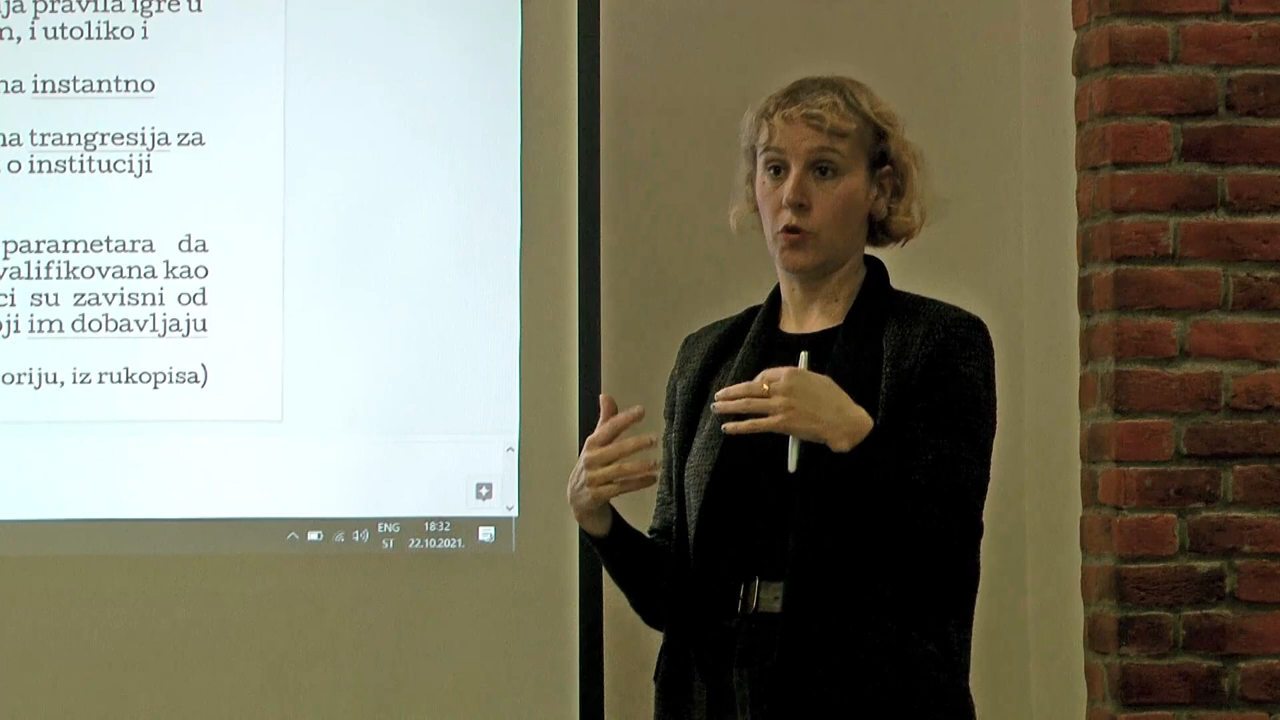 ja pravila igre u
m, i utoliko i
na instantno
na trangresija za
o instituciji
parametara da
valifikovana kao
ci su zavisni od
oji im dobavljaju
oriju, iz rukopisa)
ENG 18:32
ST 22.10.2021.